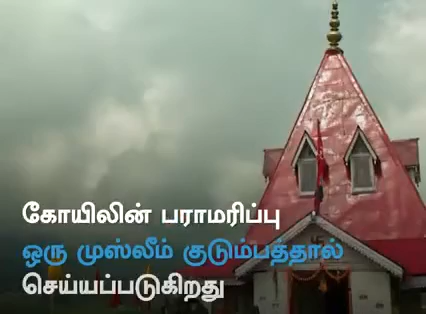 கோயிலின் பராமரிப்பு
ஒரு முஸ்லீம் குடும்பத்தால்
செய்யப்படுகிறது